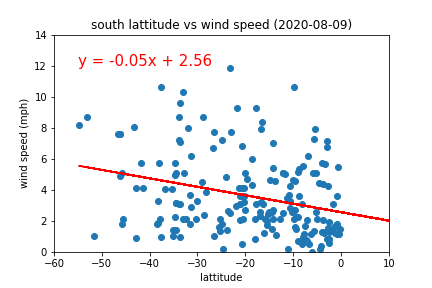 south lattitude vs wind speed (2020-08-09)
y = -0.05x + 2.56
wind speed (mph)
14
12
10
8
6
4
2
0
−60 −50 −40 −30 −20 −10 0 10
lattitude